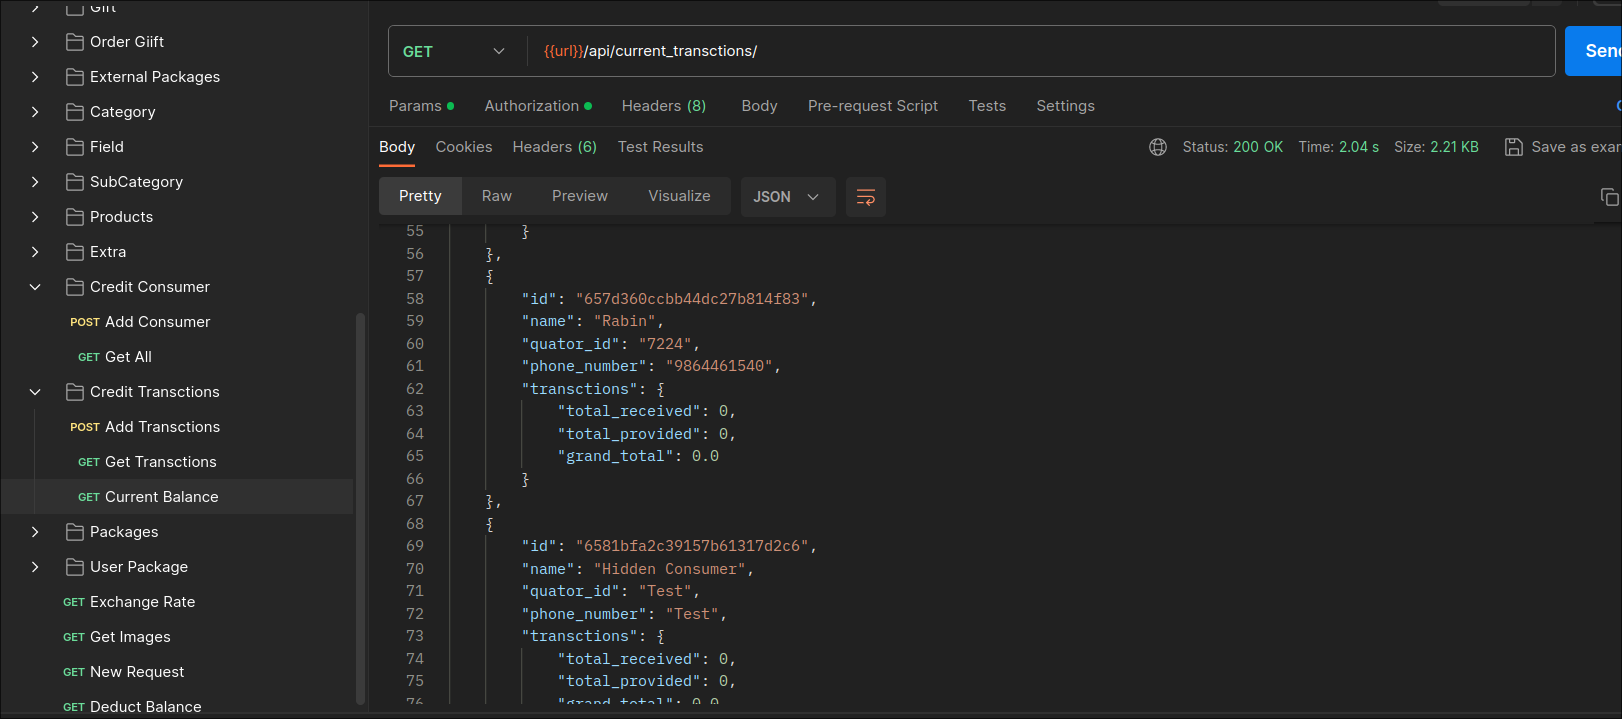 Gift
Order Giift
External Packages
Category
Field
SubCategory
Products
Extra
Credit Consumer
POST Add Consumer
GET Get All
Credit Transctions
POST Add Transctions
GET Get Transctions
GET Current Balance
Packages
User Package
GET Exchange Rate
GET Get Images
GET New Request
GET Deduct Balance
GET {{url}}/api/current_transctions/
Params Authorization Headers (8) Body Pre-request Script Tests Settings
Body Cookies Headers (6) Test Results Status: 200 OK Time: 2.04 s Size: 2.21 KB Save as
Pretty Raw Preview Visualize JSON
55 }
56 },
57 {
58 "id": "657d360ccbb44dc27b814f83",
59 "name": "Rabin",
60 "quator_id": "7224",
61 "phone_number": "9864461540",
62 "transctions": {
63 "total_received": 0,
64 "total_provided": 0,
65 "grand_total": 0.0
66 }
67 },
68 {
69 "id": "6581bfa2c39157b61317d2c6",
70 "name": "Hidden Consumer",
71 "quator_id": "Test",
72 "phone_number": "Test",
73 "transctions": {
74 "total_received": 0,
75 "total_provided": 0,
76 "grand_total": 0.0